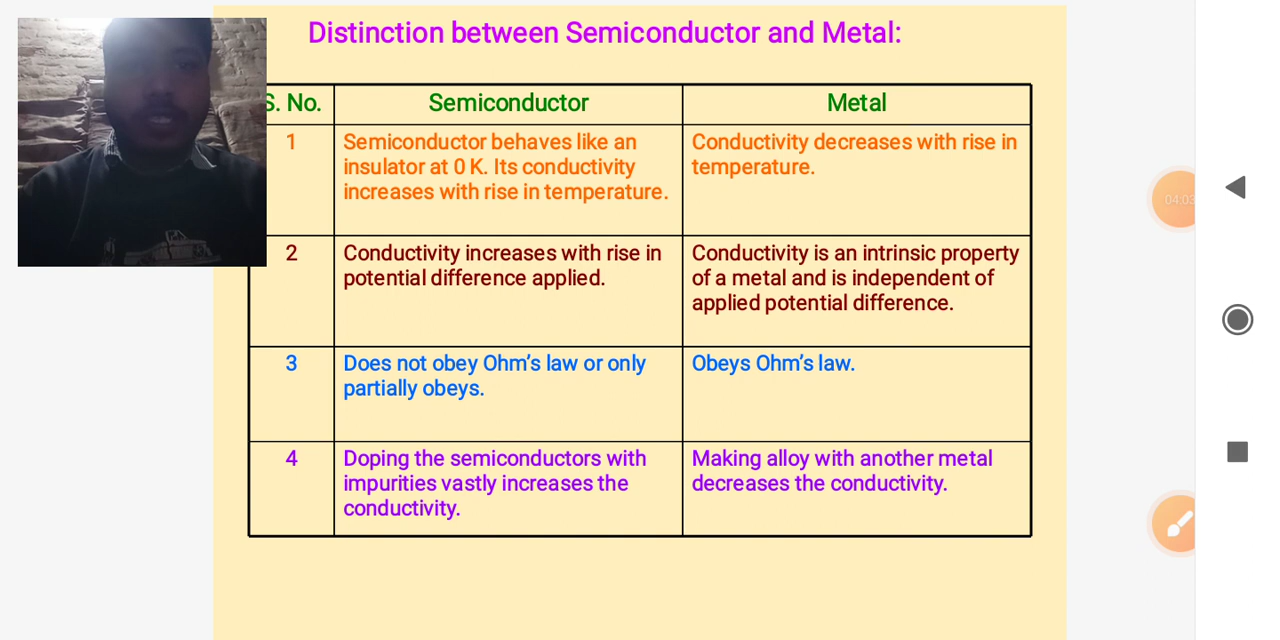 Distinction between Semiconductor and Metal:
S. No.
Semiconductor
Metal
1
Semiconductor behaves like an
insulator at 0 K. Its conductivity
increases with rise in temperature.
Conductivity decreases with rise in
temperature.
2
Conductivity increases with rise in
potential difference applied.
Conductivity is an intrinsic property
of a metal and is independent of
applied potential difference.
3
Does not obey Ohm’s law or only
partially obeys.
Obeys Ohm’s law.
4
Doping the semiconductors with
impurities vastly increases the
conductivity.
Making alloy with another metal
decreases the conductivity.
04:03